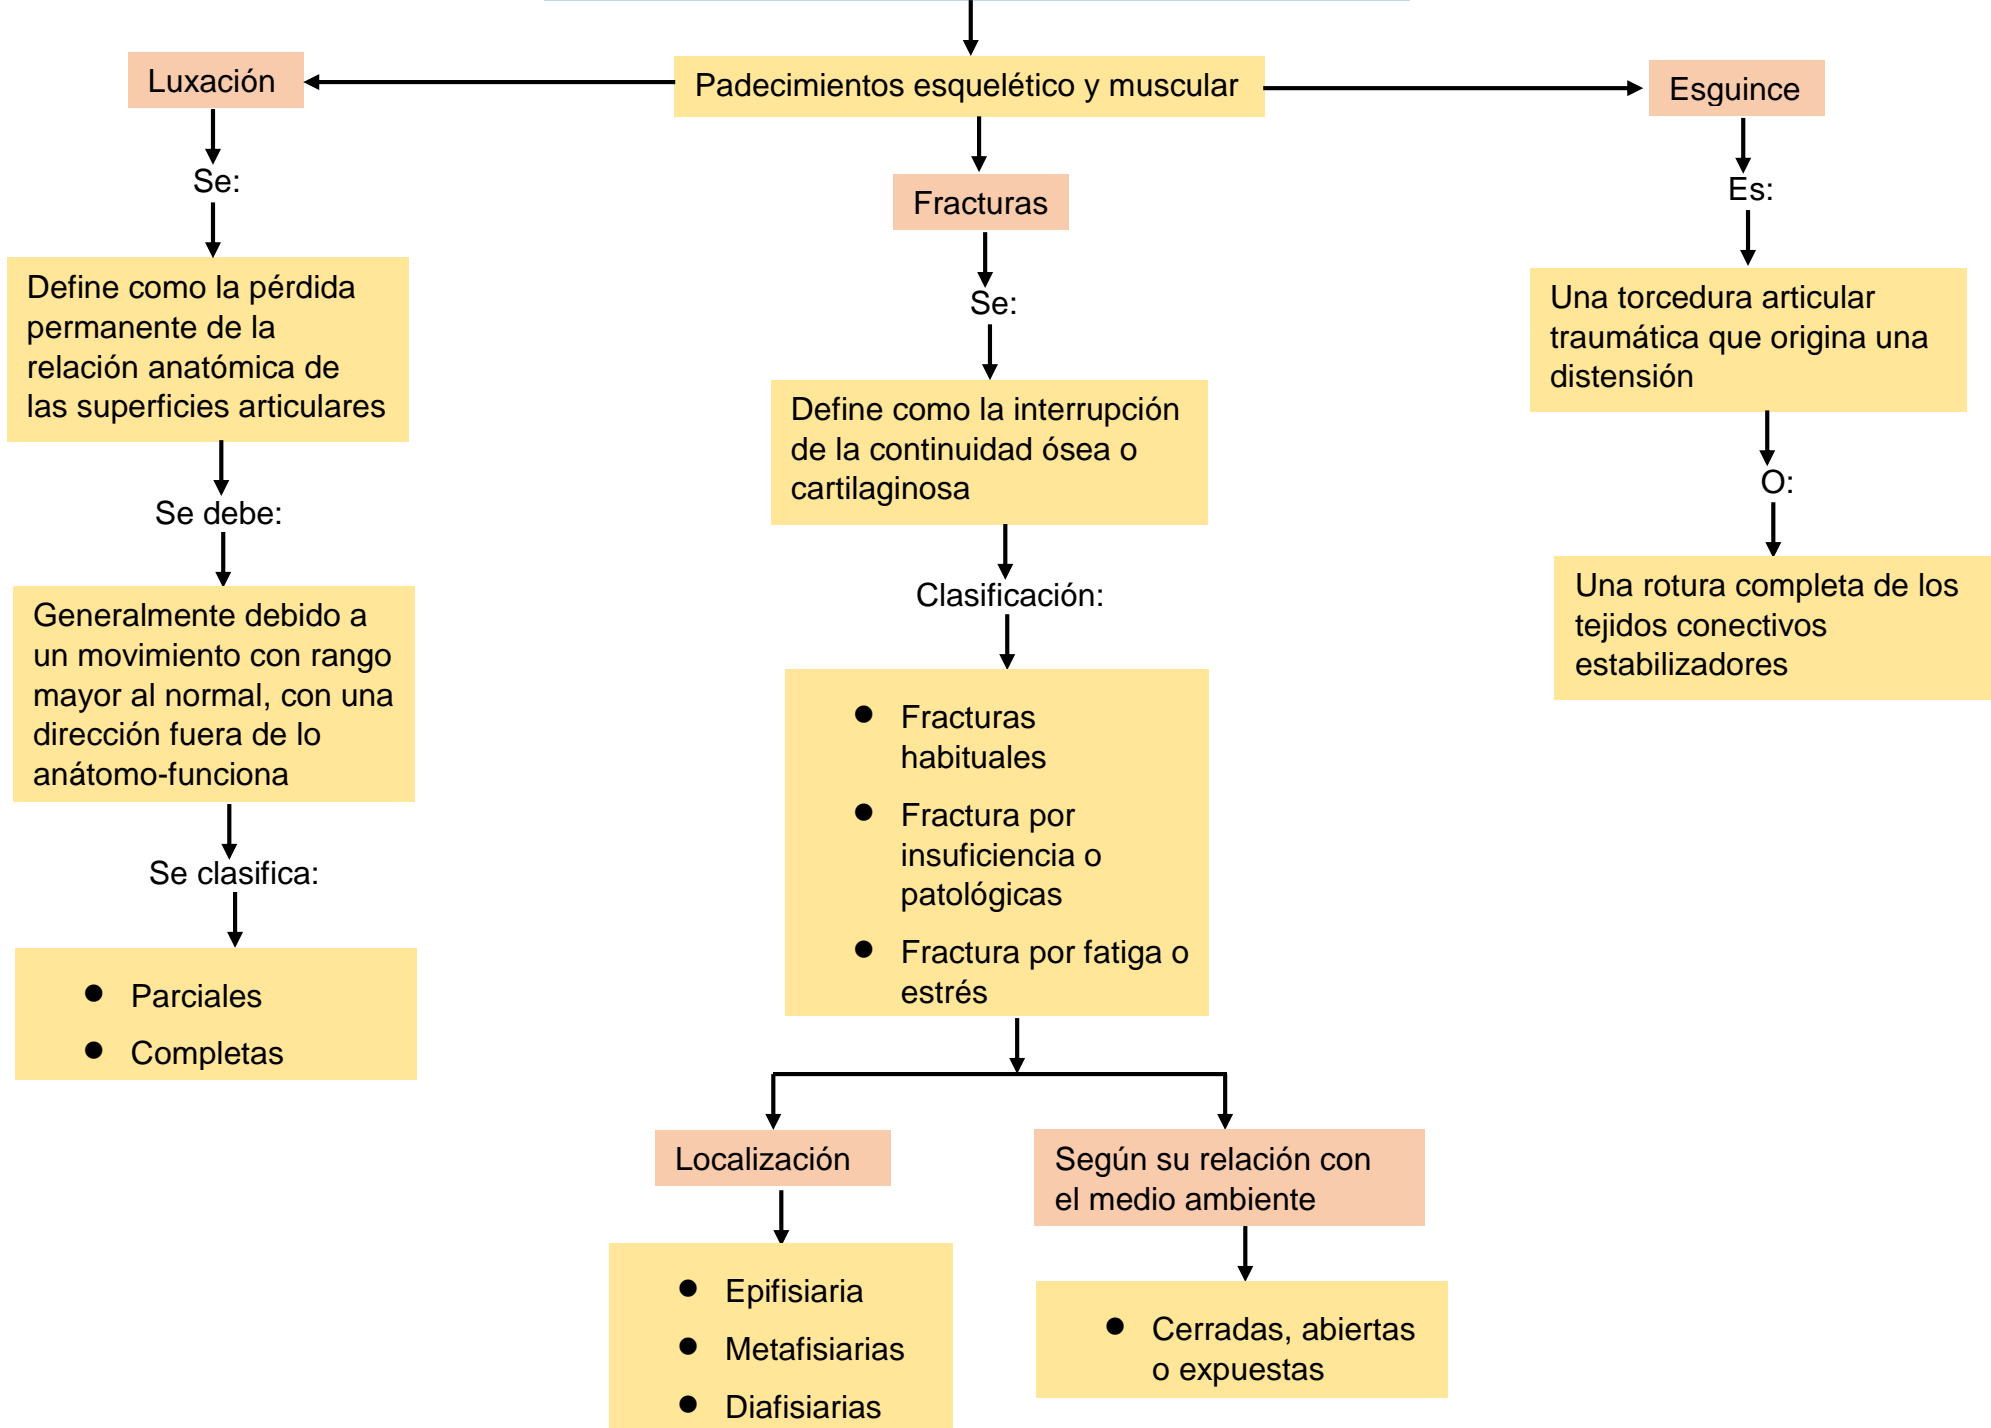 Padecimientos esquelético y muscular
Luxación
Se:
Define como la pérdida
permanente de la
relación anatómica de
las superficies articulares
Se debe:
Generalmente debido a
un movimiento con rango
mayor al normal, con una
dirección fuera de lo
anátomo-funciona
Se clasifica:
● Parciales
● Completas
Fracturas
Se:
Define como la interrupción
de la continuidad ósea o
cartilaginosa
Clasificación:
● Fracturas
habituales
● Fractura por
insuficiencia o
patológicas
● Fractura por fatiga o
estrés
Localización
● Epifisiaria
● Metafisiarias
● Diafisiarias
Según su relación con
el medio ambiente
● Cerradas, abiertas
o expuestas
Esguince
Es:
Una torcedura articular
traumática que origina una
distensión
O:
Una rotura completa de los
tejidos conectivos
estabilizadores